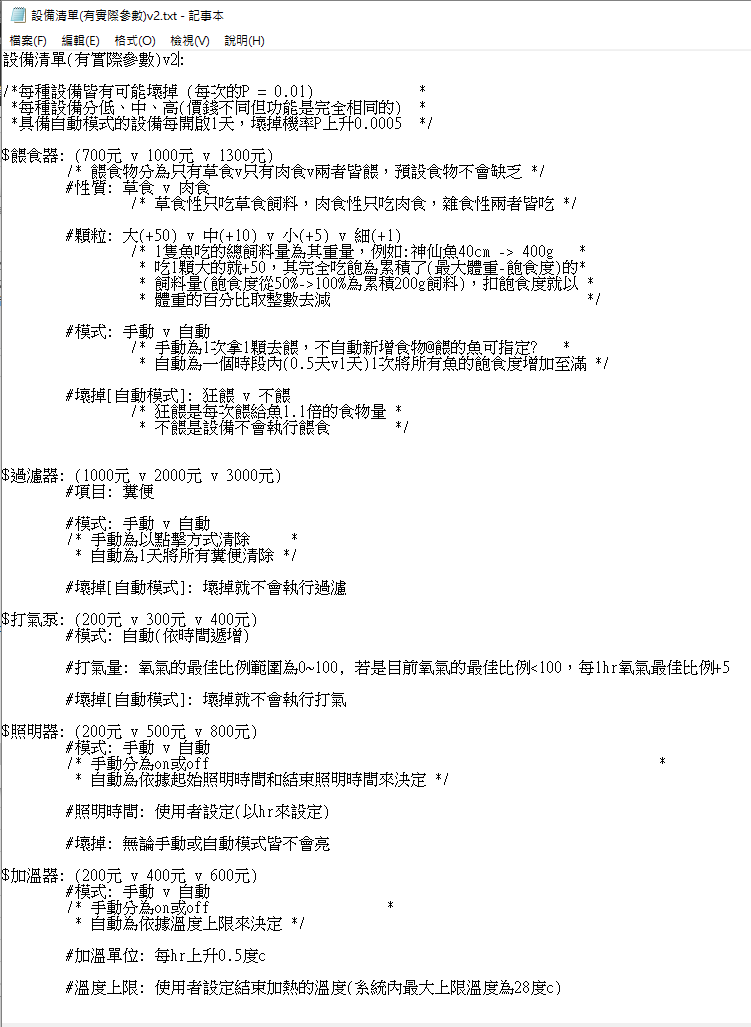 設備清單(有實際參數)v2.txt - 記事本
檔案(F) 編輯(E) 格式(O) 檢視(V) 說明(H)
設備清單(有實際參數)v2:
/*每種設備皆有可能壞掉 (每次的P = 0.01) *
*每種設備分低、中、高(價錢不同但功能是完全相同的) *
*具備自動模式的設備每開啟1天，壞掉機率P上升0.0005 */
$餵食器: (700元 v 1000元 v 1300元)
/* 餵食物分為只有草食v只有肉食v兩者皆餵，預設食物不會缺乏 */
#性質: 草食 v 肉食
/* 草食性只吃草食飼料，肉食性只吃肉食，雜食性兩者皆吃 */
#顆粒: 大(+50) v 中(+10) v 小(+5) v 細(+1)
/* 1隻魚吃的總飼料量為其重量，例如:神仙魚40cm -> 400g *
* 吃1顆大的就+50，其完全吃飽為累積了(最大體重-飽食度)的*
* 飼料量(飽食度從50%->100%為累積200g飼料)，扣飽食度就以 *
* 體重的百分比取整數去減 */
#模式: 手動 v 自動
/* 手動為1次拿1顆去餵，不自動新增食物@餵的魚可指定? *
* 自動為一個時段內(0.5天v1天)1次將所有魚的飽食度增加至滿 */
#壞掉[自動模式]: 狂餵 v 不餵
/* 狂餵是每次餵給魚1.1倍的食物量 *
* 不餵是設備不會執行餵食 */
$過濾器: (1000元 v 2000元 v 3000元)
#項目: 糞便
#模式: 手動 v 自動
/* 手動為以點擊方式清除 *
* 自動為1天將所有糞便清除 */
#壞掉[自動模式]: 壞掉就不會執行過濾
$打氣泵: (200元 v 300元 v 400元)
#模式: 自動(依時間遞增)
#打氣量: 氧氣的最佳比例範圍為0~100, 若是目前氧氣的最佳比例<100，每1hr氧氣最佳比例+5
#壞掉[自動模式]: 壞掉就不會執行打氣
$照明器: (200元 v 500元 v 800元)
#模式: 手動 v 自動
/* 手動分為on或off *
* 自動為依據起始照明時間和結束照明時間來決定 */
#照明時間: 使用者設定(以hr來設定)
#壞掉: 無論手動或自動模式皆不會亮
$加溫器: (200元 v 400元 v 600元)
#模式: 手動 v 自動
/* 手動分為on或off *
* 自動為依據溫度上限來決定 */
#加溫單位: 每hr上升0.5度c
#溫度上限: 使用者設定結束加熱的溫度(系統內最大上限溫度為28度c)